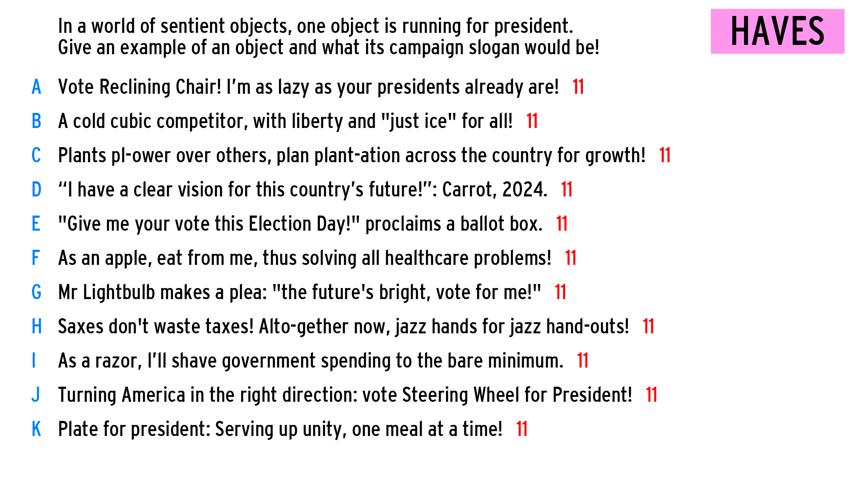 In a world of sentient objects, one object is running for president.
Give an example of an object and what its campaign slogan would be!
HAVES
A Vote Reclining Chair! I'm as lazy as your presidents already are! 11
B A cold cubic competitor, with liberty and "just ice" for all! 11
C Plants pl-ower over others, plan plant-ation across the country for growth! 11
D “I have a clear vision for this country’s future!”: Carrot, 2024. 11
E "Give me your vote this Election Day!" proclaims a ballot box. 11
F As an apple, eat from me, thus solving all healthcare problems! 11
G Mr Lightbulb makes a plea: "the future's bright, vote for me!" 11
H Saxes don't waste taxes! Alto-gether now, jazz hands for jazz hand-outs! 11
I As a razor, I’ll shave government spending to the bare minimum. 11
J Turning America in the right direction: vote Steering Wheel for President! 11
K Plate for president: Serving up unity, one meal at a time! 11